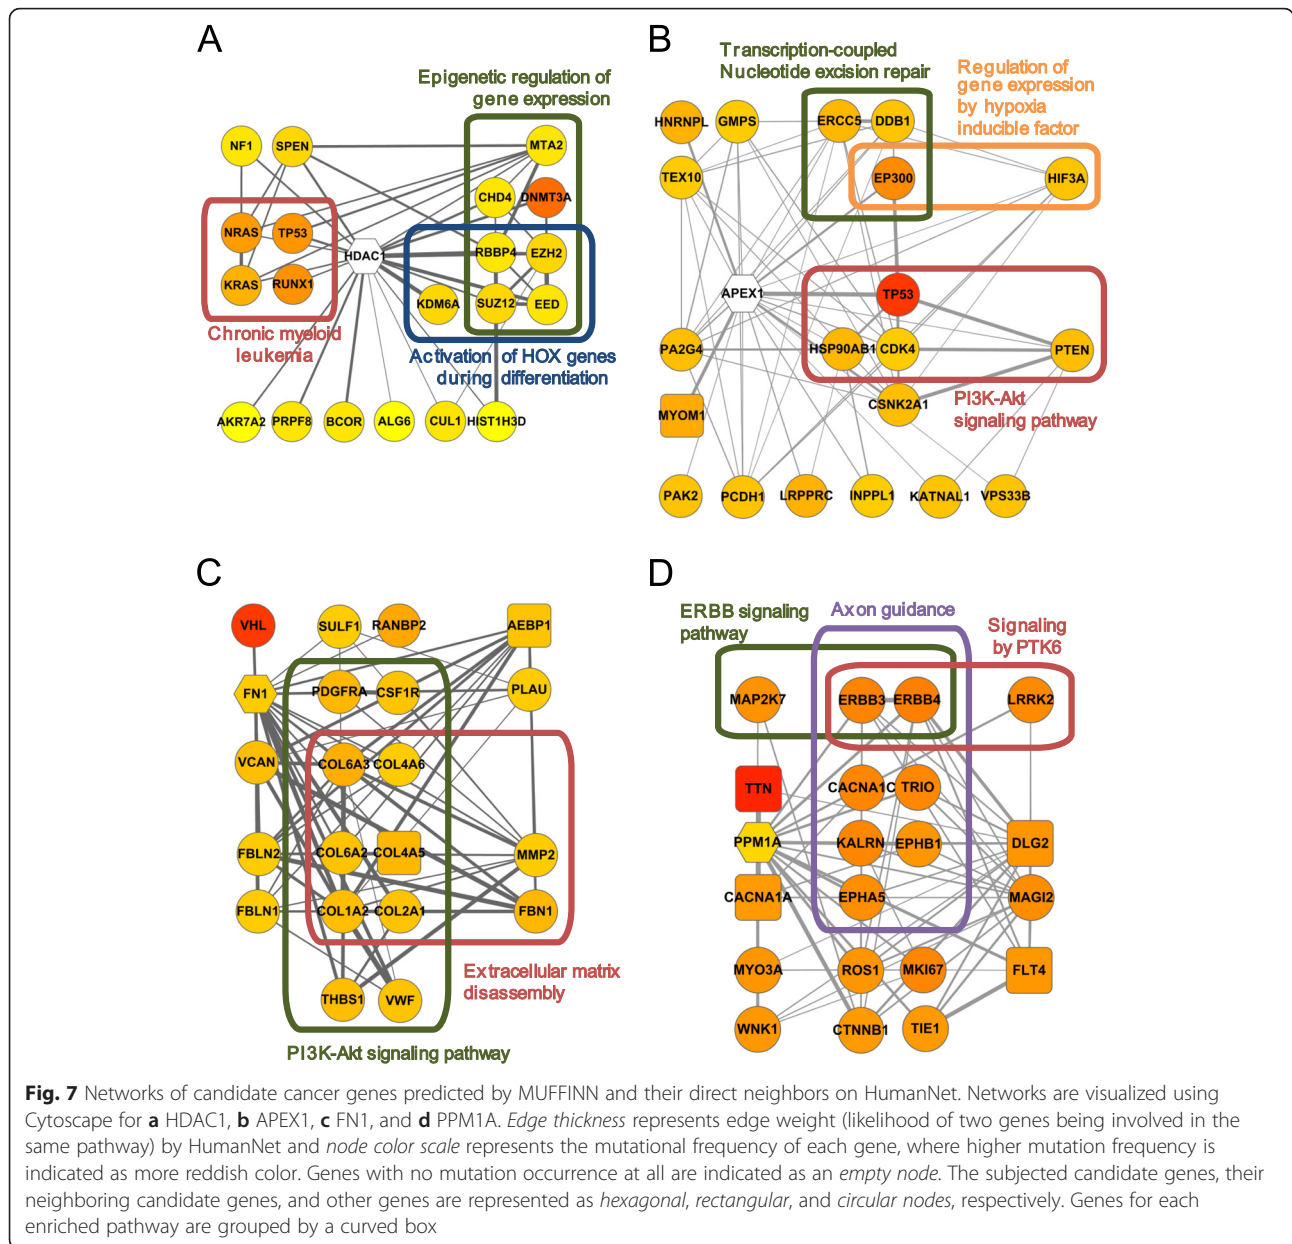 A
Epigenetic regulation of
gene expression
NF1 SPEN MTA2
CHD4 DNMT3A
NRAS TP53 RBBP4 EZH2
HDAC1
KRAS RUNX1 KDM6A SUZ12 EED
Chronic myeloid
leukemia
Activation of HOX genes
during differentiation
AKR7A2 PRPF8 BCOR ALG6 CUL1 HIST1H3D
B
Transcription-coupled
Nucleotide excision repair
Regulation of
gene expression
by hypoxia
inducible factor
HNRNPL GMPS ERCC5 DDB1
TEX10 EP300 HIF3A
APEX1 TP53
PA2G4 HSP90AB1 CDK4 PTEN
MYOM1 CSNK2A1
PI3K-Akt
signaling pathway
PAK2 PCDH1 LRPPRC INPPL1 KATNAL1 VPS33B
C
VHL SULF1 RANBP2 AEBP1
FN1 PDGFRA CSF1R PLAU
VCAN COL6A3 COL4A6
FBLN2 COL6A2 COL4A5 MMP2
FBLN1 COL1A2 COL2A1 FBN1
Extracellular matrix
disassembly
THBS1 VWF
PI3K-Akt signaling pathway
D
ERBB signaling
pathway
Axon guidance
Signaling
by PTK6
MAP2K7 ERBB3 ERBB4 LRRK2
TTN CACNA1C TRIO
PPM1A KALRN EPHB1 DLG2
CACNA1A EPHA5 MAGI2
MYO3A ROS1 MKI67 FLT4
WNK1 CTNNB1 TIE1
Fig. 7 Networks of candidate cancer genes predicted by MUFFINN and their direct neighbors on HumanNet. Networks are visualized using
Cytoscape for a HDAC1, b APEX1, c FN1, and d PPM1A. Edge thickness represents edge weight (likelihood of two genes being involved in the
same pathway) by HumanNet and node color scale represents the mutational frequency of each gene, where higher mutation frequency is
indicated as more reddish color. Genes with no mutation occurrence at all are indicated as an empty node. The subjected candidate genes, their
neighboring candidate genes, and other genes are represented as hexagonal, rectangular, and circular nodes, respectively. Genes for each
enriched pathway are grouped by a curved box